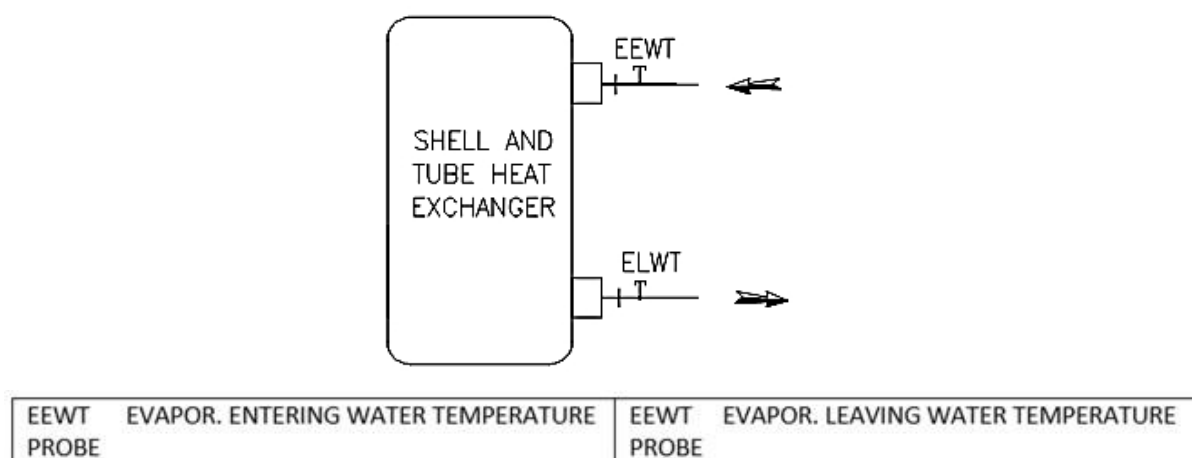 EEWT
T
SHELL AND
TUBE HEAT
EXCHANGER
ELWT
T
EEWT EVAPOR. ENTERING WATER TEMPERATURE
PROBE
EEWT EVAPOR. LEAVING WATER TEMPERATURE
PROBE